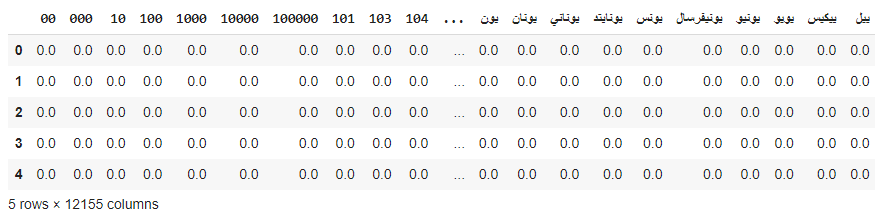 00 000 10 100 1000 10000 100000 101 103 104 ... يون يونان يوناني يونايتد يونس يونيفرسال يونيو يويو ييكيس ييل
0 0.0 0.0 0.0 0.0 0.0 0.0 0.0 0.0 0.0 0.0 ... 0.0 0.0 0.0 0.0 0.0 0.0 0.0 0.0 0.0 0.0
1 0.0 0.0 0.0 0.0 0.0 0.0 0.0 0.0 0.0 0.0 ... 0.0 0.0 0.0 0.0 0.0 0.0 0.0 0.0 0.0 0.0
2 0.0 0.0 0.0 0.0 0.0 0.0 0.0 0.0 0.0 0.0 ... 0.0 0.0 0.0 0.0 0.0 0.0 0.0 0.0 0.0 0.0
3 0.0 0.0 0.0 0.0 0.0 0.0 0.0 0.0 0.0 0.0 ... 0.0 0.0 0.0 0.0 0.0 0.0 0.0 0.0 0.0 0.0
4 0.0 0.0 0.0 0.0 0.0 0.0 0.0 0.0 0.0 0.0 ... 0.0 0.0 0.0 0.0 0.0 0.0 0.0 0.0 0.0 0.0
5 rows × 12155 columns